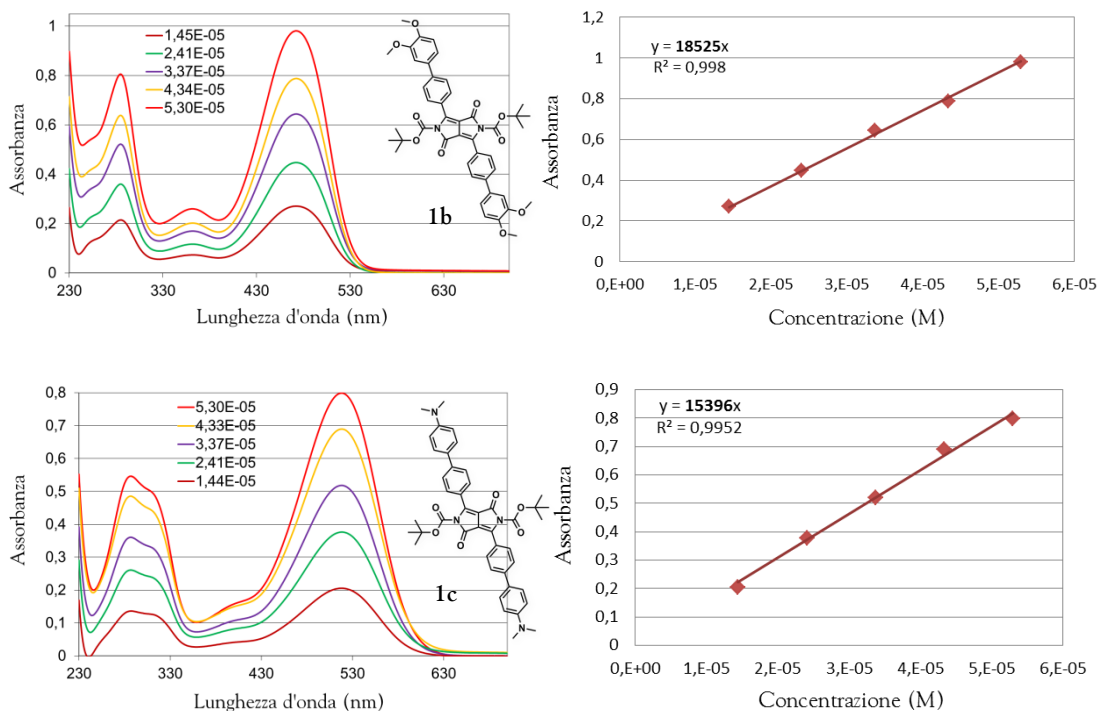 1
0,8
0,6
0,4
0,2
0
1,45E-05
2,41E-05
3,37E-05
4,34E-05
5,30E-05
230
330
430
530
630
Lunghezza d'onda (nm)
Assorbanza
1b
O
O
O
O
N
O
O
N
O
O
O
O
y = 18525x
R² = 0,998
1,2
1
0,8
0,6
0,4
0,2
0
0,E+00
1,E-05
2,E-05
3,E-05
4,E-05
5,E-05
6,E-05
Concentrazione (M)
Assorbanza
0,8
0,7
0,6
0,5
0,4
0,3
0,2
0,1
0
5,30E-05
4,33E-05
3,37E-05
2,41E-05
1,44E-05
230
330
430
530
630
Lunghezza d'onda (nm)
Assorbanza
1c
N
O
O
O
N
N
O
O
O
N
y = 15396x
R² = 0,9952
0,9
0,8
0,7
0,6
0,5
0,4
0,3
0,2
0,1
0
0,E+00
1,E-05
2,E-05
3,E-05
4,E-05
5,E-05
6,E-05
Concentrazione (M)
Assorbanza